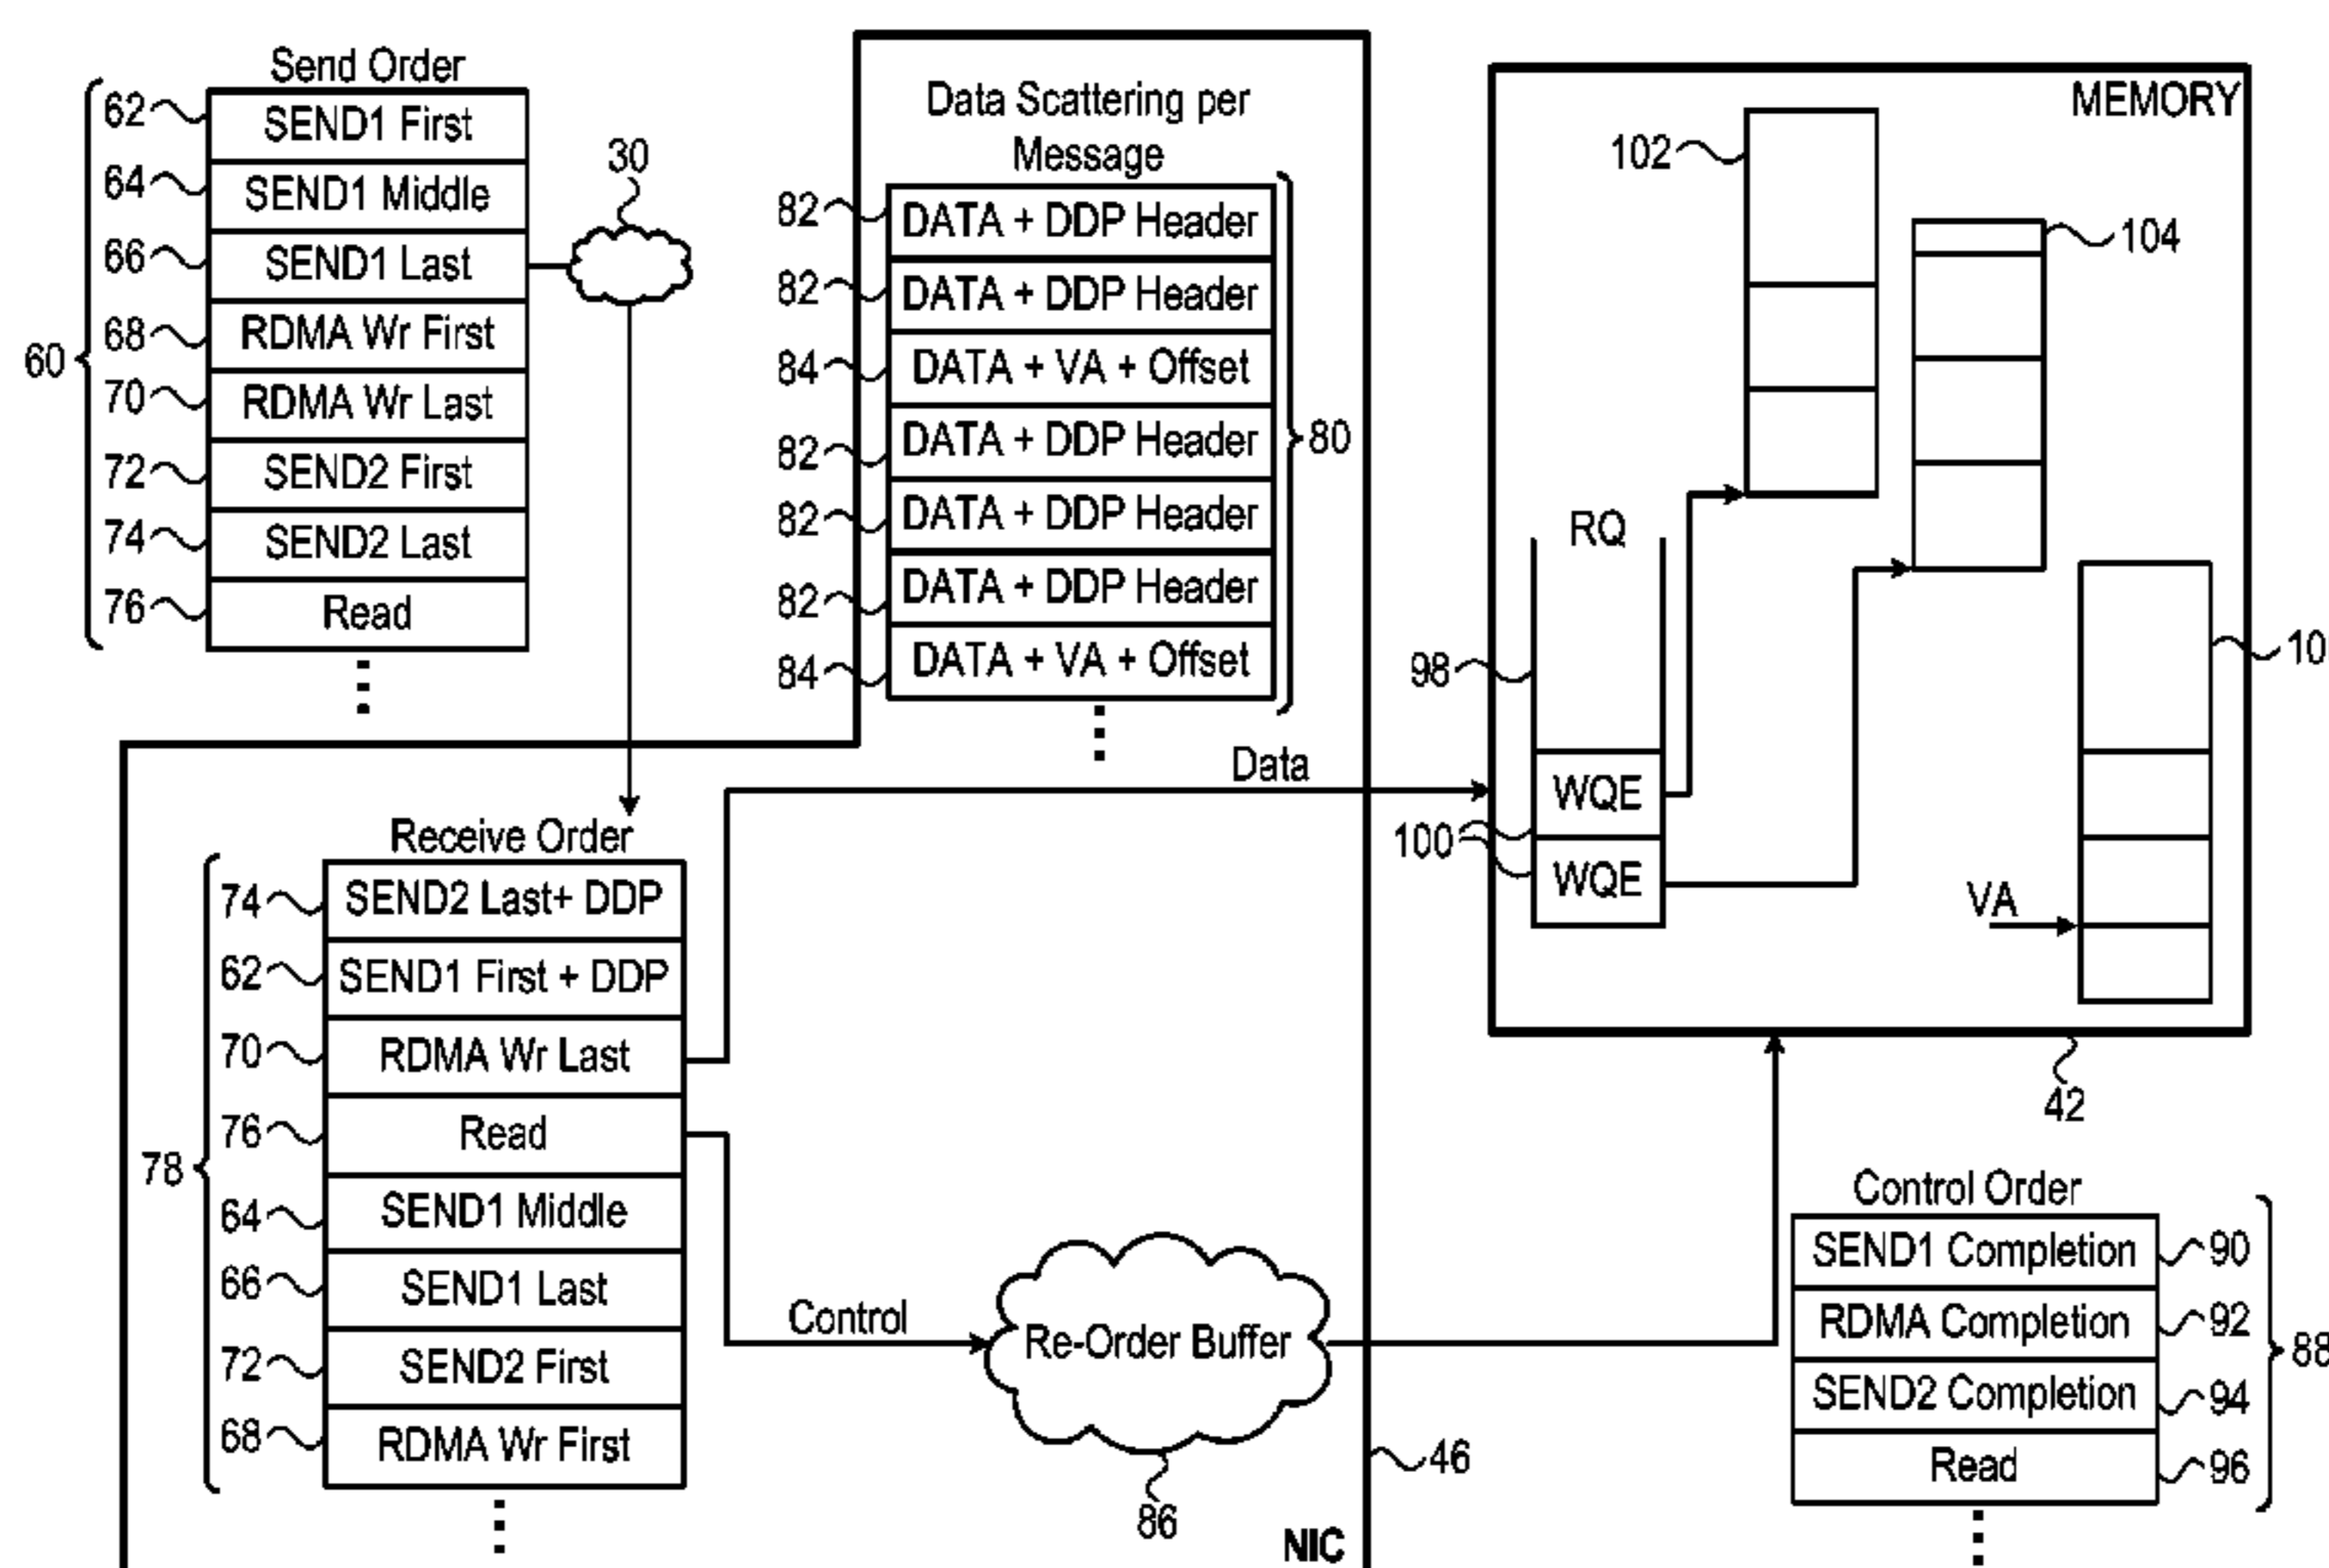 Send Order
60
62 SEND1 First
64 SEND1 Middle
66 SEND1 Last
68 RDMA Wr First
70 RDMA Wr Last
72 SEND2 First
74 SEND2 Last
76 Read
30
Data Scattering per
Message
82 DATA + DDP Header
82 DATA + DDP Header
84 DATA + VA + Offset
82 DATA + DDP Header
82 DATA + DDP Header
82 DATA + DDP Header
84 DATA + VA + Offset
80
MEMORY
102
104
RQ
98
10
WQE
100
WQE
VA
42
Data
Receive Order
78
74 SEND2 Last+ DDP
62 SEND1 First + DDP
70 RDMA Wr Last
76 Read
64 SEND1 Middle
66 SEND1 Last
72 SEND2 First
68 RDMA Wr First
Control
Re-Order Buffer
86
NIC
46
Control Order
SEND1 Completion 90
RDMA Completion 92
SEND2 Completion 94
Read 96
88